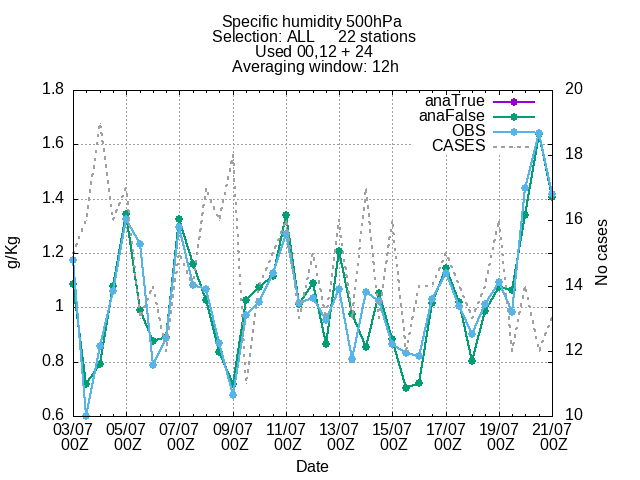 Specific humidity 500hPa
Selection: ALL 22 stations
Used 00,12 + 24
Averaging window: 12h
1.8
1.6
1.4
1.2
1
0.8
0.6
20
18
16
14
12
10
anaTrue
anaFalse
OBS
CASES
g/Kg
No cases
03/07 05/07 07/07 09/07 11/07 13/07 15/07 17/07 19/07 21/07
00Z 00Z 00Z 00Z 00Z 00Z 00Z 00Z 00Z 00Z
Date